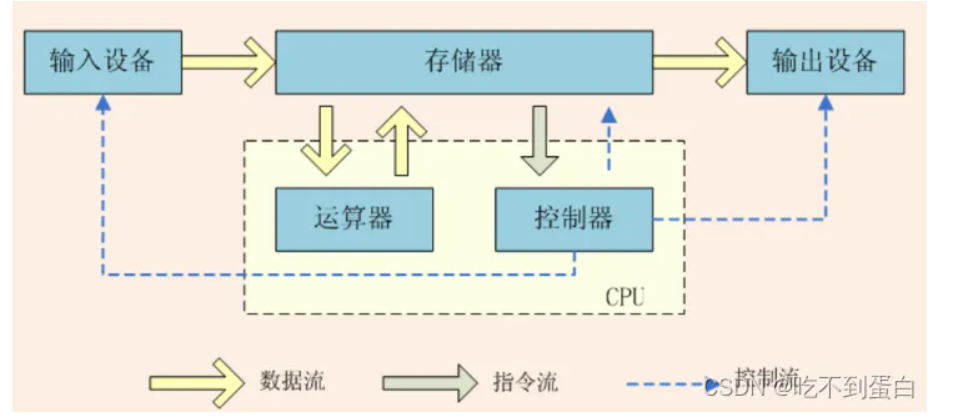 输入设备
存储器
输出设备
运算器
控制器
CPU
数据流
指令流
控制流
CSDN @吃不到蛋白